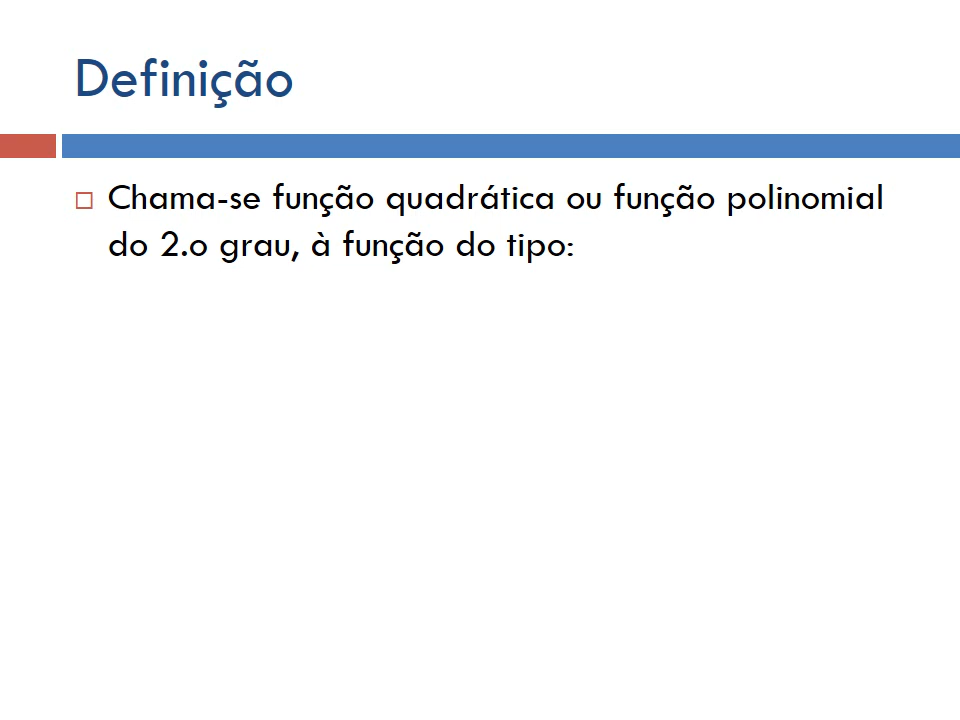 Definição
Chama-se função quadrática ou função polinomial
do 2.o grau, à função do tipo: